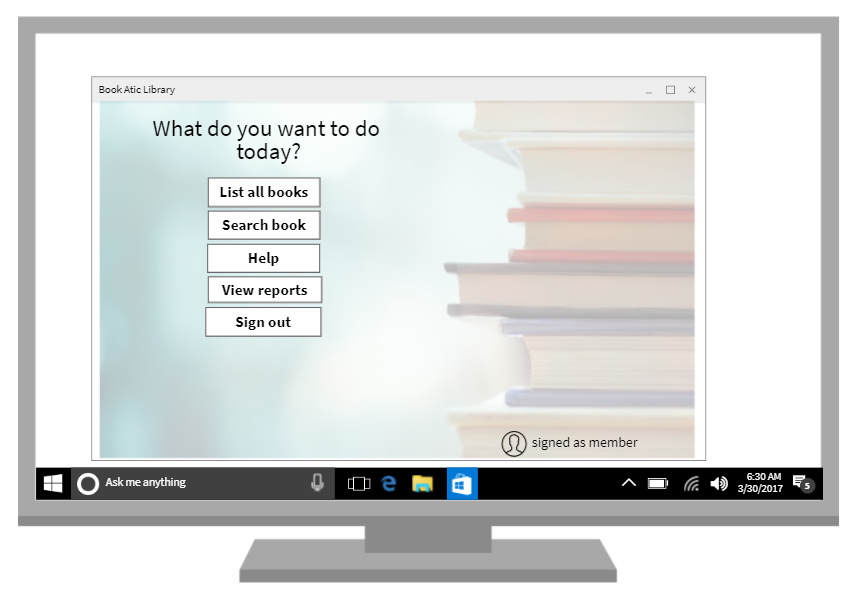 Book Atic Library
What do you want to do
today?
List all books
Search book
Help
View reports
Sign out
signed as member
Ask me anything
6:30 AM
3/30/2017
5